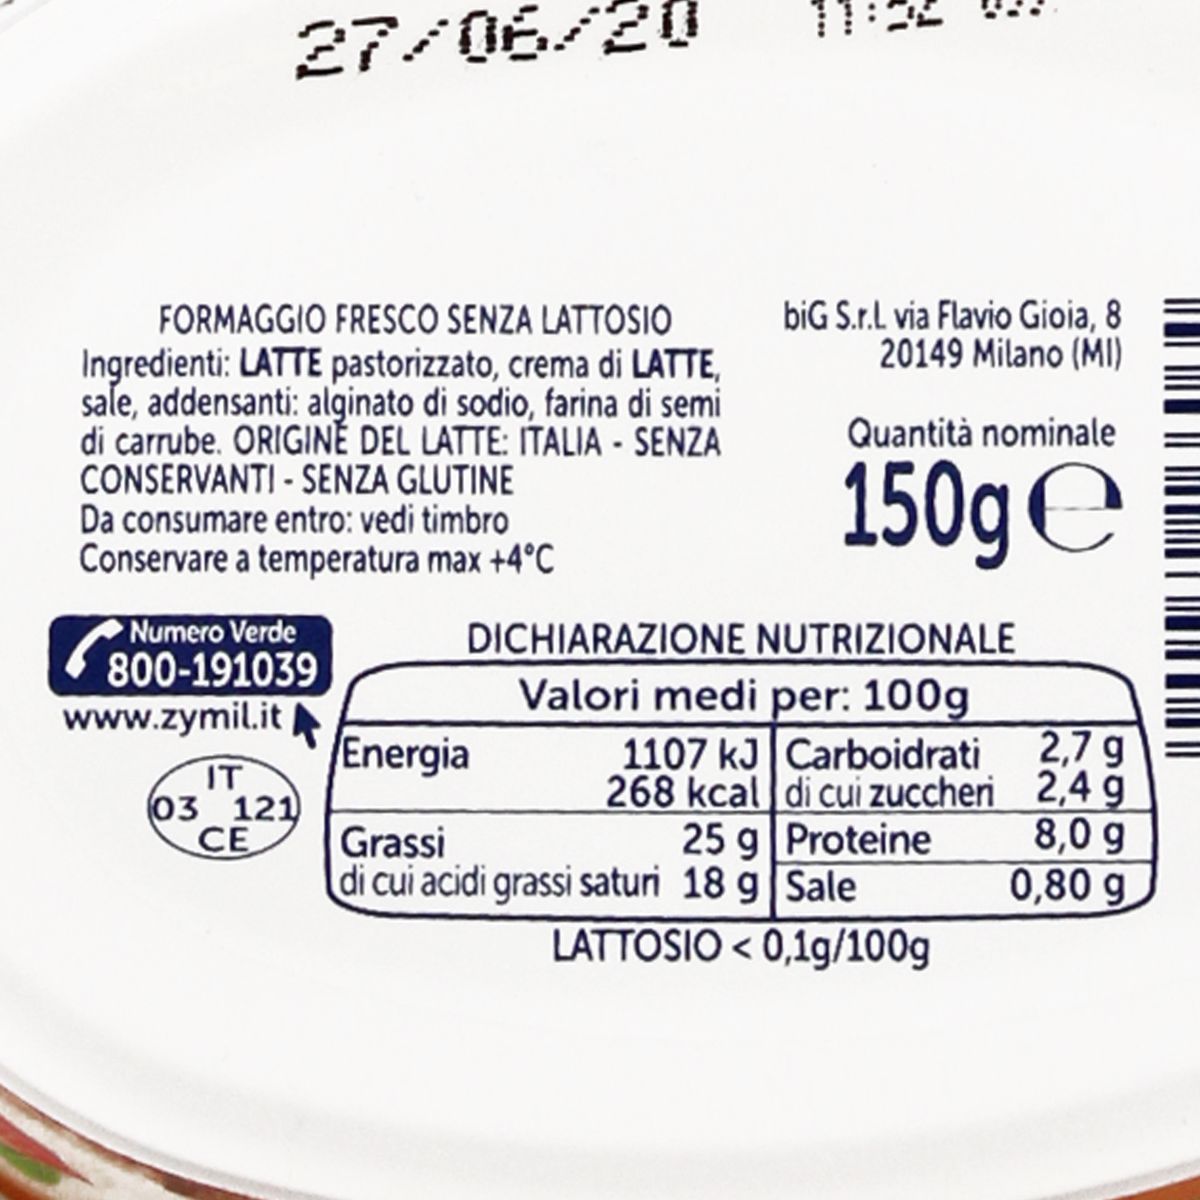 27/06/20
FORMAGGIO FRESCO SENZA LATTOSIO
Ingredienti: LATTE pastorizzato, crema di LATTE,
sale, addensanti: alginato di sodio, farina di semi
di carrube. ORIGINE DEL LATTE: ITALIA - SENZA
CONSERVANTI - SENZA GLUTINE
Da consumare entro: vedi timbro
Conservare a temperatura max +4°C
biG S.r.l. via Flavio Gioia, 8
20149 Milano (MI)
Quantità nominale
150g e
Numero Verde
800-191039
www.zymil.it
IT
03 121
CE
DICHIARAZIONE NUTRIZIONALE
Valori medi per: 100g
Energia 1107 kJ
268 kcal
Grassi 25 g
di cui acidi grassi saturi 18 g
Carboidrati 2,7 g
di cui zuccheri 2,4 g
Proteine 8,0 g
Sale 0,80 g
LATTOSIO < 0,1g/100g